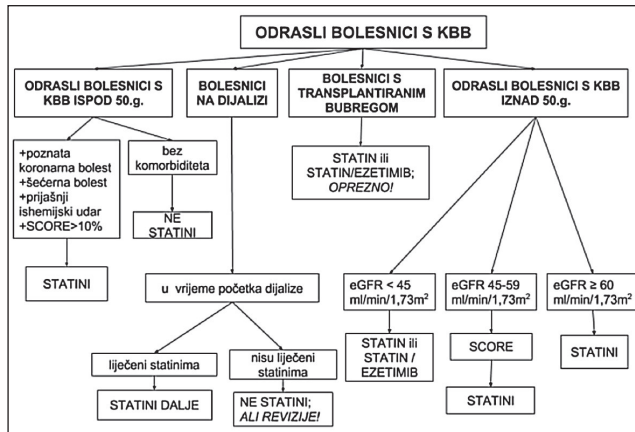 ODRASLI BOLESNICI S KBB
ODRASLI BOLESNICI S
KBB ISPOD 50.g.
BOLESNICI
NA DIJALIZI
BOLESNICI S
TRANSPLANTIRANIM
BUBREGOM
ODRASLI BOLESNICI S KBB
IZNAD 50.g.
+poznata
koronarna bolest
+šećerna bolest
+prijašnji
ishemijski udar
+SCORE>10%
bez
komorbiditeta
STATIN ili
STATIN/EZETIMIB;
OPREZNO!
NE
STATINI
STATINI
u vrijeme početka dijalize
eGFR < 45
ml/min/1,73m²
eGFR 45-59
ml/min/1,73m²
eGFR ≥ 60
ml/min/1,73m²
liječeni statinima
nisu liječeni
statinima
STATIN ili
STATIN /
EZETIMIB
SCORE
STATINI
STATINI DALJE
NE STATINI;
ALI REVIZIJE!
STATINI